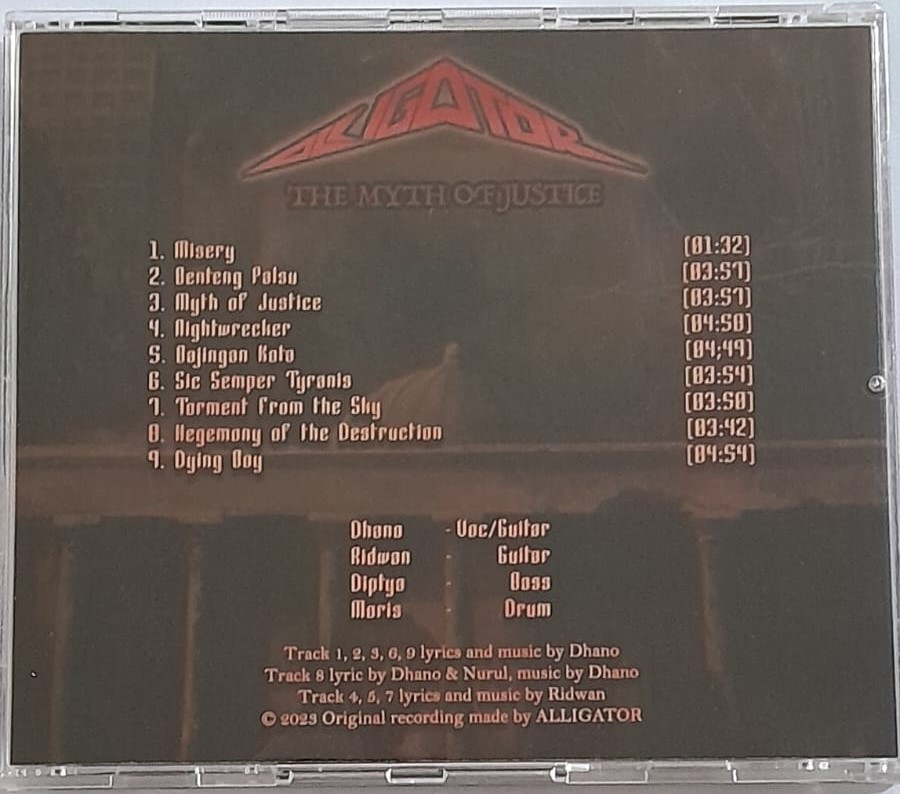 ALLIGATOR
THE MYTH OF JUSTICE
1. Misery [01:32]
2. Benteng Palsu [03:57]
3. Myth of Justice [03:57]
4. Nightwrecker [04:50]
5. Bajingan Kota [04;49]
6. Sic Semper Tyranis [03:54]
7. Torment from the Sky [03:50]
8. Hegemony of the Destruction [03:42]
9. Dying Boy [04:54]
Dhano - Voc/Guitar
Ridwan - Guitar
Diptya - Bass
Moris - Drum
Track 1, 2, 3, 6, 9 lyrics and music by Dhano
Track 8 lyric by Dhano & Nurul, music by Dhano
Track 4, 5, 7 lyrics and music by Ridwan
© 2023 Original recording made by ALLIGATOR